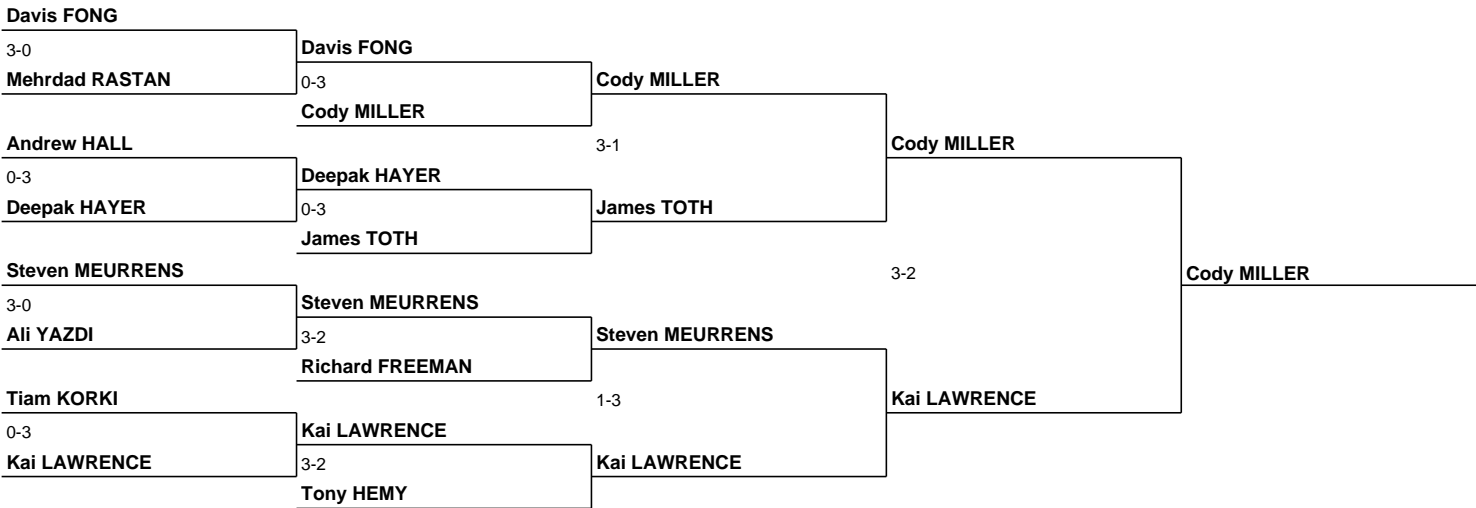 Davis FONG
3-0
Davis FONG
Mehrdad RASTAN
0-3
Cody MILLER
Cody MILLER
Andrew HALL
3-1
Cody MILLER
0-3
Deepak HAYER
Deepak HAYER
0-3
James TOTH
James TOTH
Steven MEURRENS
3-2
Cody MILLER
3-0
Steven MEURRENS
Ali YAZDI
3-2
Steven MEURRENS
Richard FREEMAN
Tiam KORKI
1-3
Kai LAWRENCE
0-3
Kai LAWRENCE
Kai LAWRENCE
3-2
Kai LAWRENCE
Tony HEMY